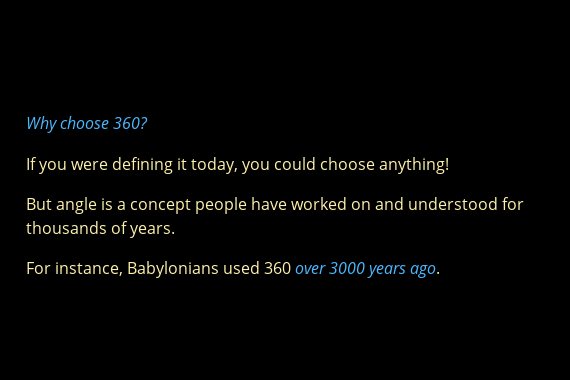 Why choose 360?
If you were defining it today, you could choose anything!
But angle is a concept people have worked on and understood for
thousands of years.
For instance, Babylonians used 360 over 3000 years ago.